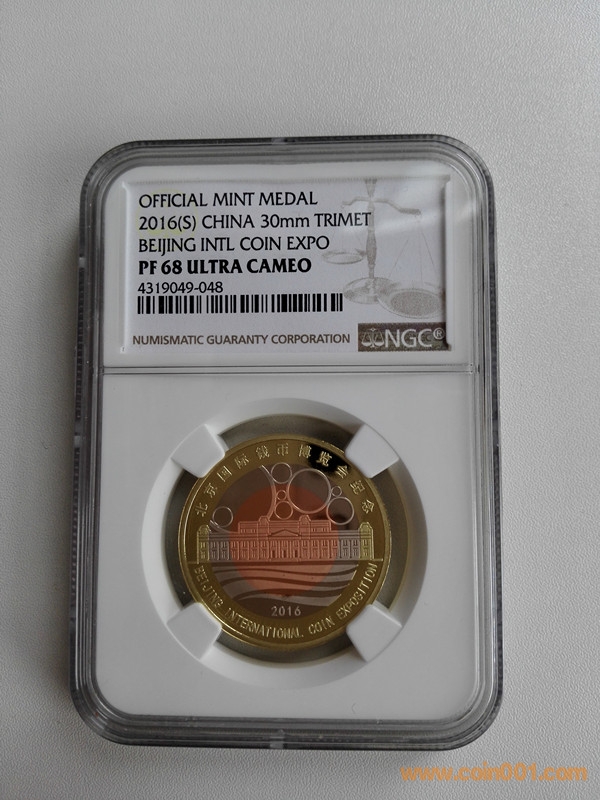 OFFICIAL MINT MEDAL
2016(S) CHINA 30mm TRIMET
BEIJING INTL COIN EXPO
PF 68 ULTRA CAMEO
4319049-048
NUMISMATIC GUARANTY CORPORATION
NGC®
北京国际钱币博览会纪念
2016
BEIJING INTERNATIONAL COIN EXPOSITION
www.coin001.com